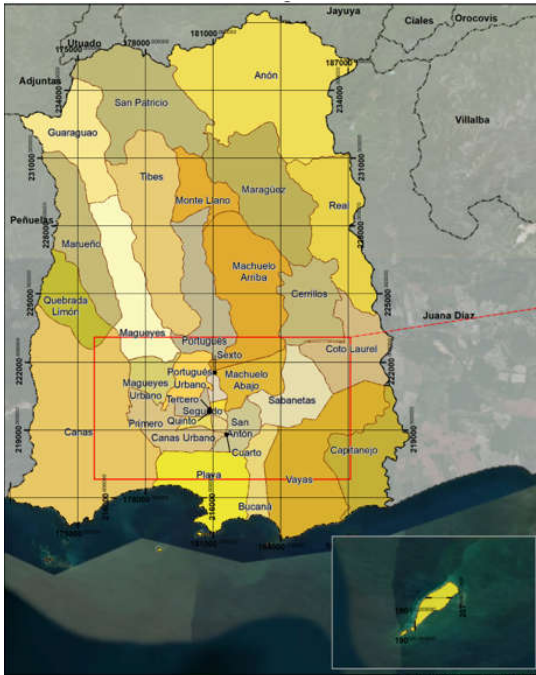 Jayuya
Ciales
Orocovis
Utuado
Adjuntas
Villalba
Peñuelas
Juana Díaz
Anón
San Patricio
Guaraguao
Tibes
Monte Llano
Maragüez
Real
Marueño
Machuelo
Arriba
Quebrada
Limón
Cerrillos
Magueyes
Portugués
Coto Laurel
Sexto
Portugués
Urbano
Machuelo
Abajo
Magueyes
Urbano
Tercero
Sabanetas
Segundo
San
Antón
Primero
Quinto
Canas
Canas Urbano
Cuarto
Capitanejo
Playa
Vayas
Bucaná
175000
178000
181000
187000
234000
234000
231000
231000
228000
225000
225000
222000
222000
219000
219000